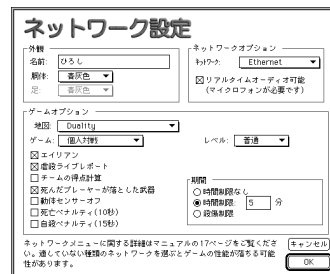 ネットワーク設定
外観
名前: ひろし
胴体: 青灰色
足: 青灰色
ネットワークオプション
ネットワーク: Ethernet
リアルタイムオーディオ可能
(マイクロフォンが必要です)
ゲームオプション
地図: Duality
ゲーム: 個人対戦
レベル: 普通
エイリアン
虐殺ライブレポート
チームの得点計算
死んだプレーヤーが落とした武器
動体センサーオフ
死亡ペナルティ(10秒)
自殺ペナルティ(15秒)
期間
時間制限なし
時間制限: 5 分
殺傷制限
ネットワークメニューに関する詳細はマニュアルの17ページをご覧くださ
い。適していない種類のネットワークを選ぶとゲームの性能が落ちる可能
性があります。
キャンセル
OK